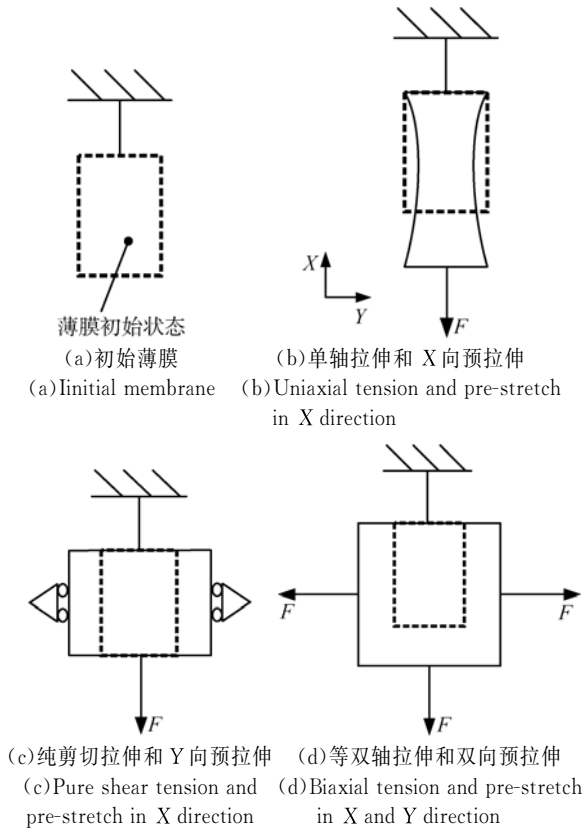 薄膜初始状态
(a)初始薄膜
(a)Iinitial membrane
X
Y
F
(b)单轴拉伸和 X向预拉伸
(b)Uniaxial tension and pre-stretch
in X direction
F
(c)纯剪切拉伸和 Y向预拉伸
(c)Pure shear tension and
pre-stretch in X direction
F
F
F
(d)等双轴拉伸和双向预拉伸
(d)Biaxial tension and pre-stretch
in X and Y direction